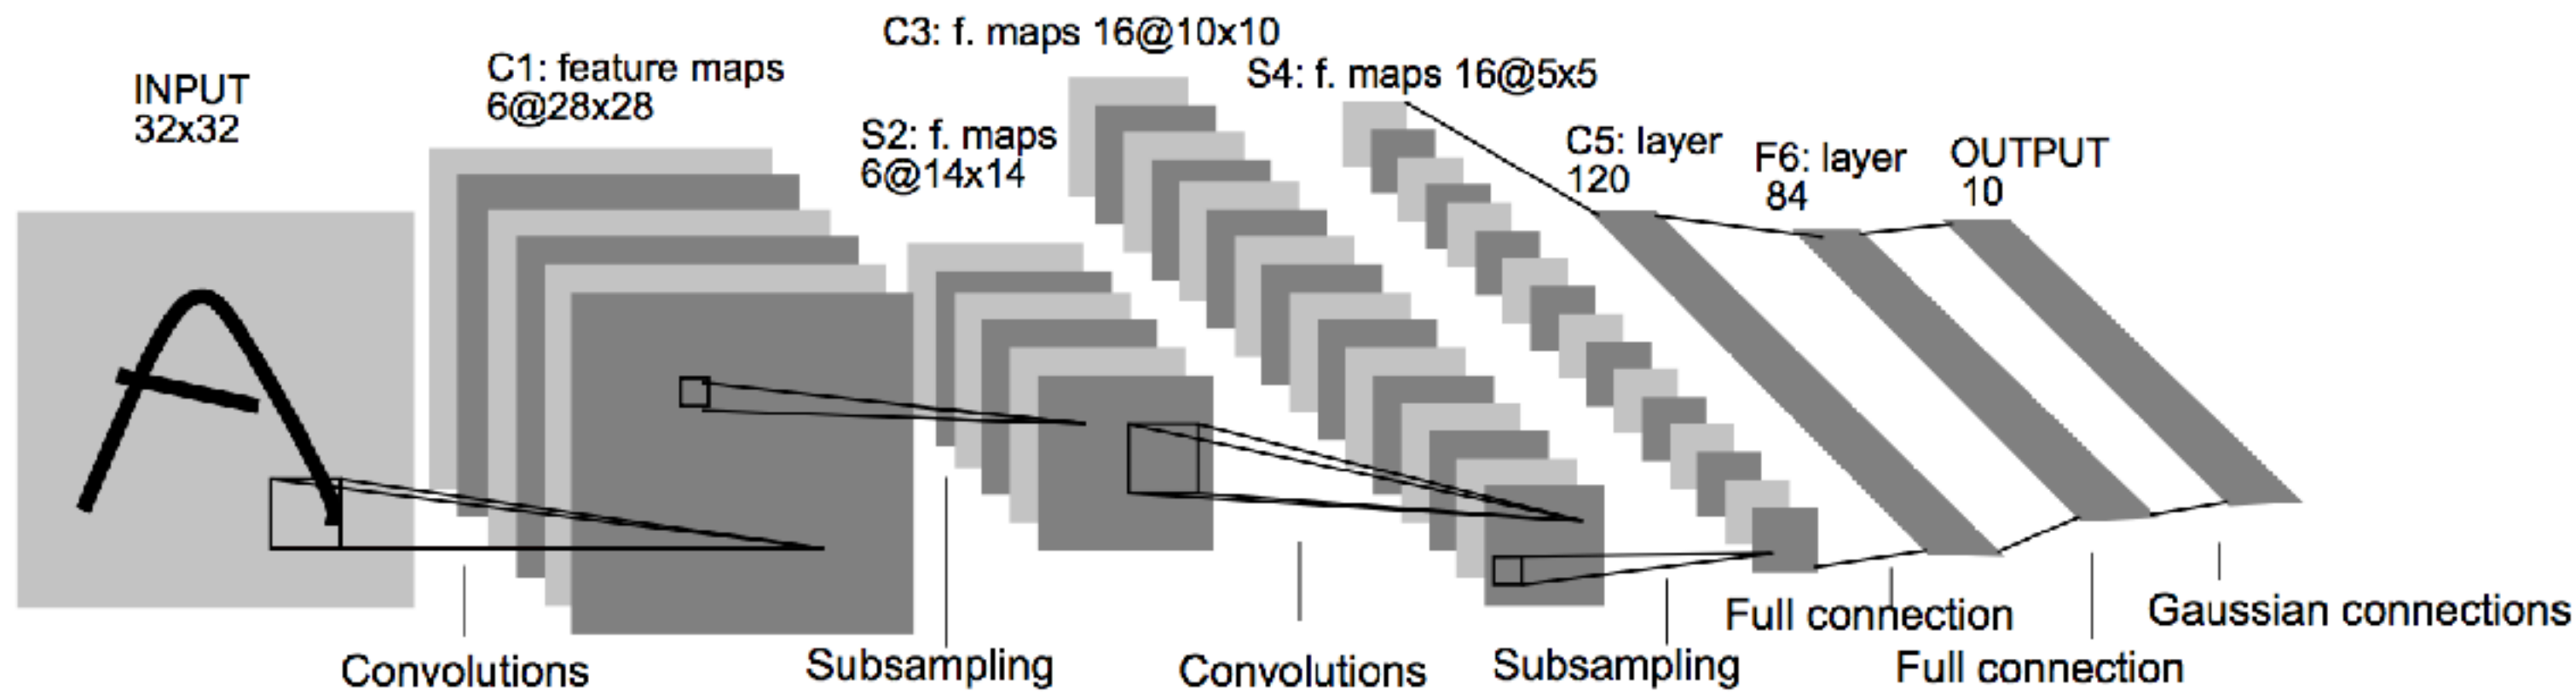 INPUT
32x32
C1: feature maps
6@28x28
S2: f. maps
6@14x14
C3: f. maps 16@10x10
S4: f. maps 16@5x5
C5: layer
120
F6: layer
84
OUTPUT
10
Convolutions
Subsampling
Convolutions
Subsampling
Full connection
Full connection
Gaussian connections